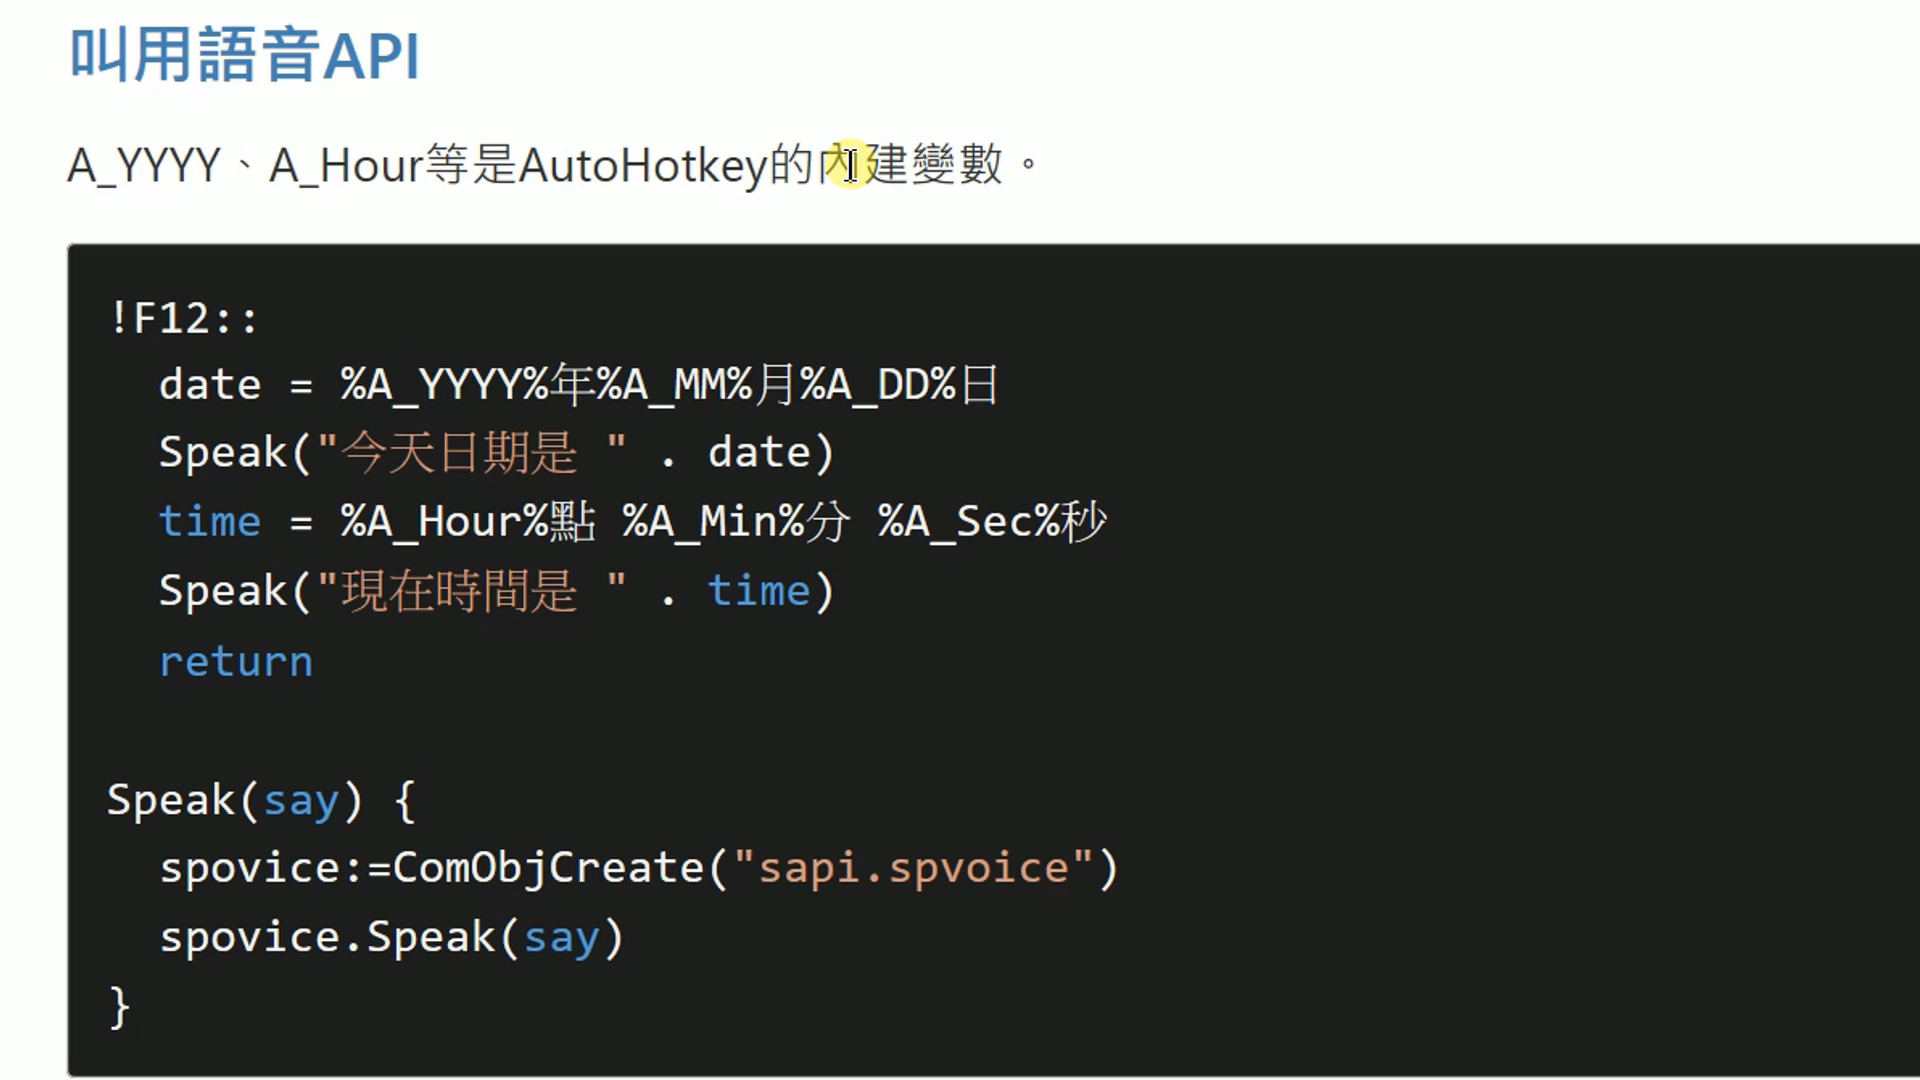 叫用語音API
A_YYYY、A_Hour等是AutoHotkey的內建變數。
!F12::
date = %A_YYYY%年%A_MM%月%A_DD%日
Speak("今天日期是 " . date)
time = %A_Hour%點 %A_Min%分 %A_Sec%秒
Speak("現在時間是 " . time)
return
Speak(say) {
spovice:=ComObjCreate("sapi.spvoice")
spovice.Speak(say)
}